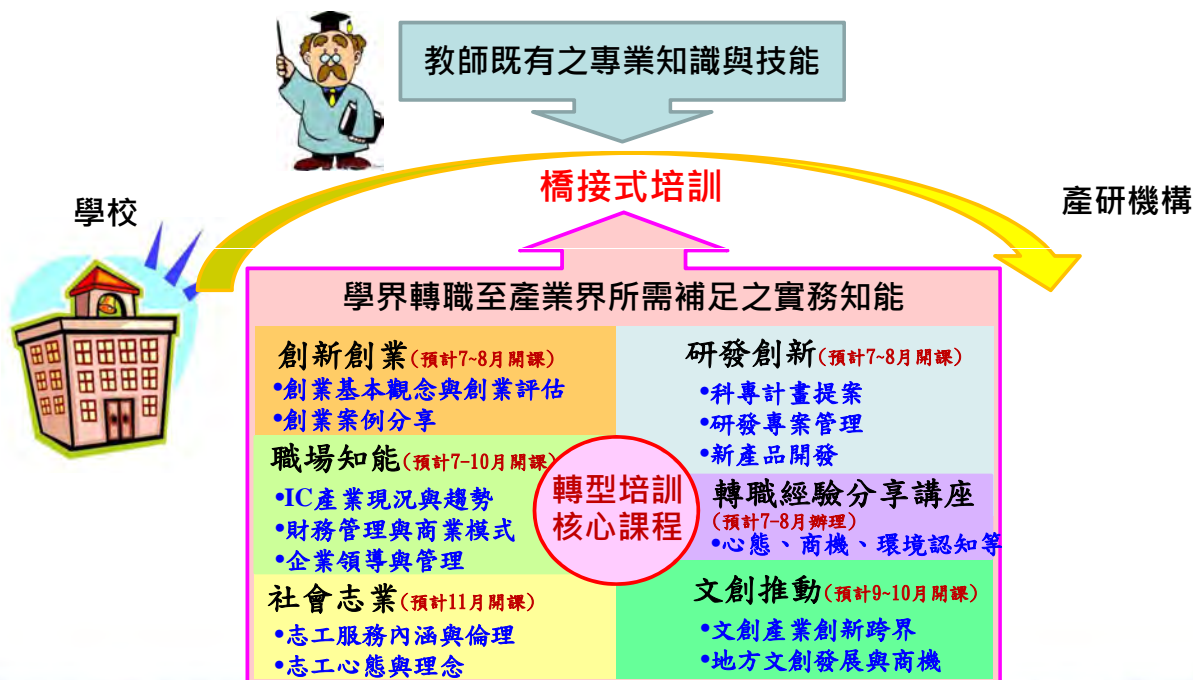 教師既有之專業知識與技能
橋接式培訓
學校
產研機構
學界轉職至產業界所需補足之實務知能
創新創業(預計7~8月開課)
•創業基本觀念與創業評估
•創業案例分享
研發創新(預計7~8月開課)
•科專計畫提案
•研發專案管理
•新產品開發
職場知能(預計7-10月開課)
•IC產業現況與趨勢
•財務管理與商業模式
•企業領導與管理
轉型培訓
核心課程
轉職經驗分享講座
(預計7-8月辦理)
•心態、商機、環境認知等
社會志業(預計11月開課)
•志工服務內涵與倫理
•志工心態與理念
文創推動(預計9~10月開課)
•文創產業創新跨界
•地方文創發展與商機